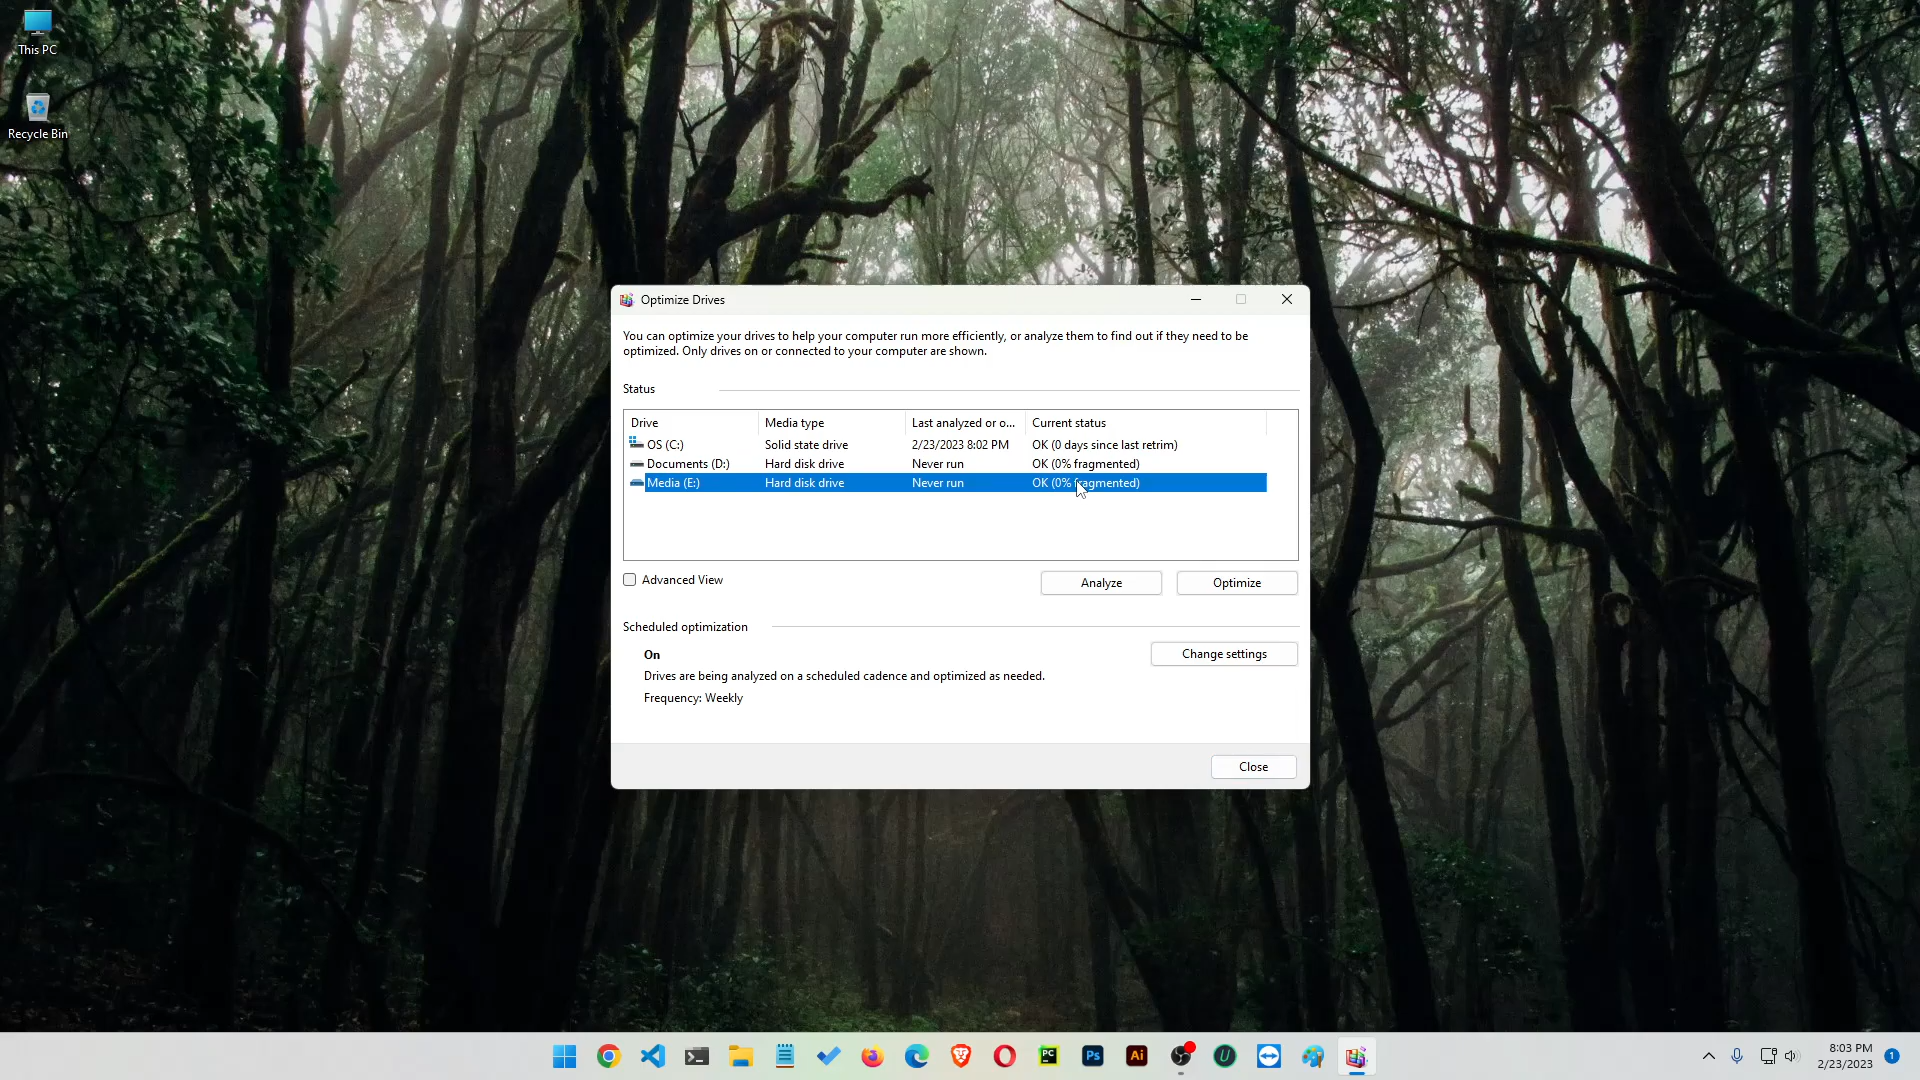 This PC
Recycle Bin
Optimize Drives
You can optimize your drives to help your computer run more efficiently, or analyze them to find out if they need to be
optimized. Only drives on or connected to your computer are shown.
Status
Drive Media type Last analyzed or o... Current status
OS (C:) Solid state drive 2/23/2023 8:02 PM OK (0 days since last retrim)
Documents (D:) Hard disk drive Never run OK (0% fragmented)
Media (E:) Hard disk drive Never run OK (0% fragmented)
Advanced View Analyze Optimize
Scheduled optimization
On Change settings
Drives are being analyzed on a scheduled cadence and optimized as needed.
Frequency: Weekly
Close
PC Ps Ai U
8:03 PM
2/23/2023 1